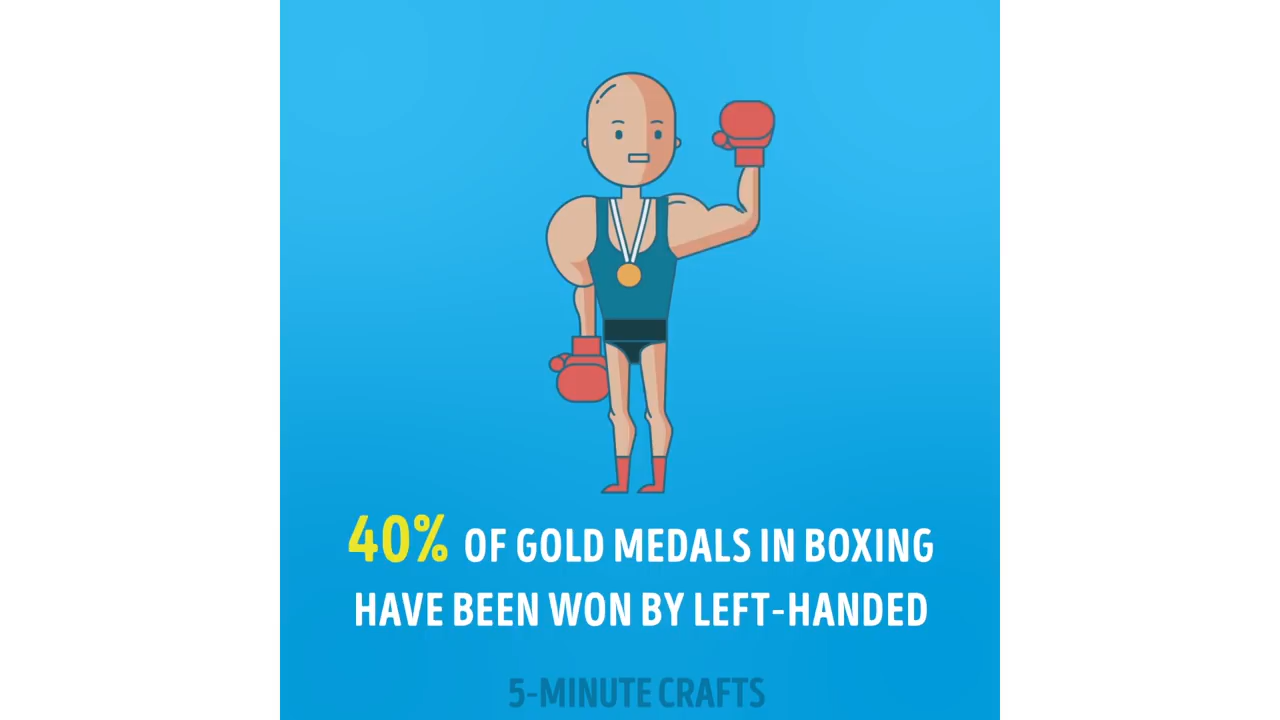 40% OF GOLD MEDALS IN BOXING
HAVE BEEN WON BY LEFT-HANDED
5-MINUTE CRAFTS